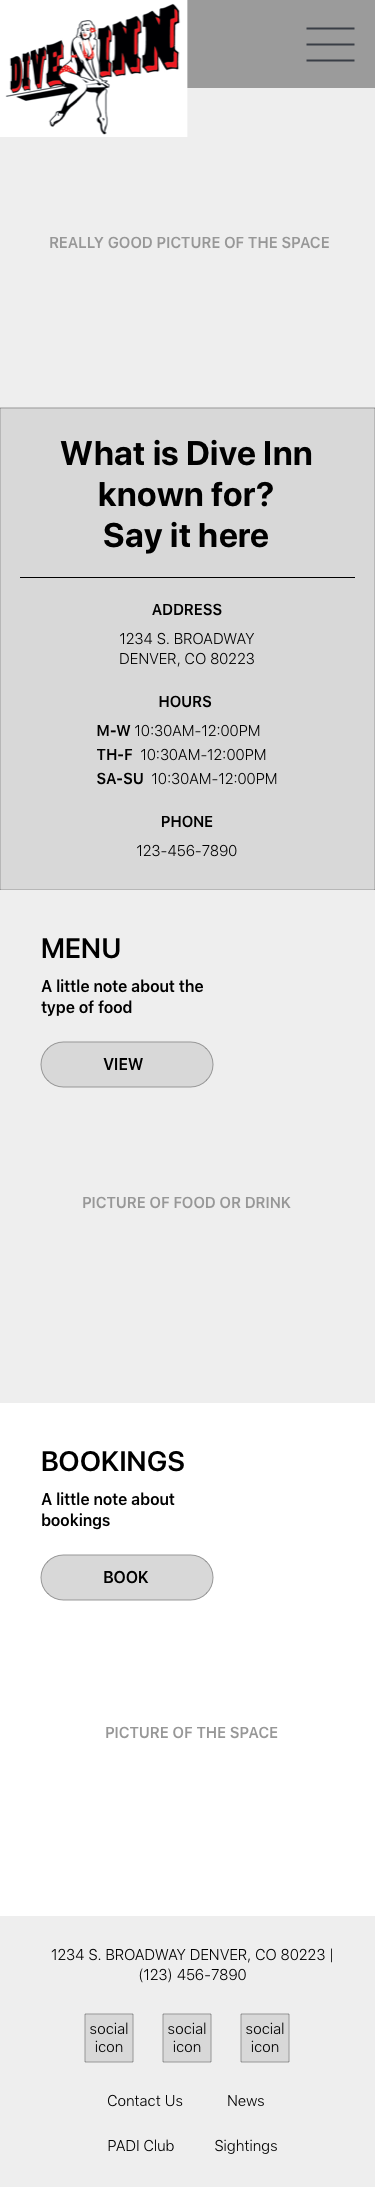 DIVE INN
REALLY GOOD PICTURE OF THE SPACE
What is Dive Inn
known for?
Say it here
ADDRESS
1234 S. BROADWAY
DENVER, CO 80223
HOURS
M-W 10:30AM-12:00PM
TH-F 10:30AM-12:00PM
SA-SU 10:30AM-12:00PM
PHONE
123-456-7890
MENU
A little note about the
type of food
VIEW
PICTURE OF FOOD OR DRINK
BOOKINGS
A little note about
bookings
BOOK
PICTURE OF THE SPACE
1234 S. BROADWAY DENVER, CO 80223 |
(123) 456-7890
social social social
icon icon icon
Contact Us News
PADI Club Sightings